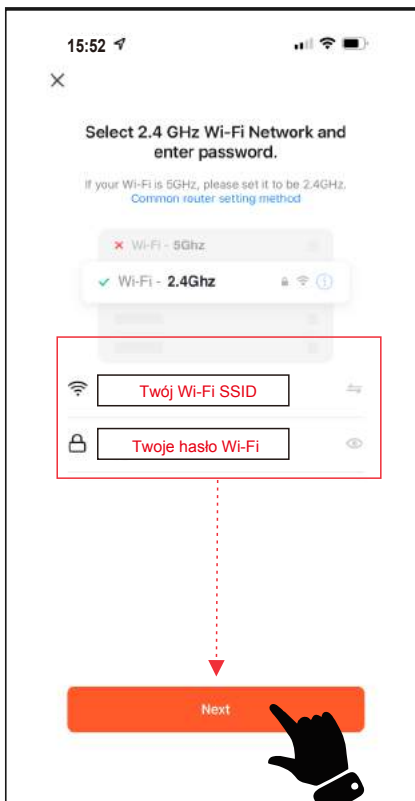 15:52
Select 2.4 GHz Wi-Fi Network and
enter password.
If your Wi-Fi is 5GHz, please set it to be 2.4GHz.
Common router setting method
Wi-Fi - 5Ghz
Wi-Fi - 2.4Ghz
Twój Wi-Fi SSID
Twoje hasło Wi-Fi
Next